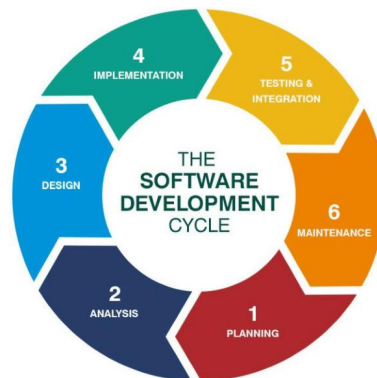 4
IMPLEMENTATION
5
TESTING &
INTEGRATION
3
DESIGN
THE
SOFTWARE
DEVELOPMENT
CYCLE
6
MAINTENANCE
2
ANALYSIS
1
PLANNING